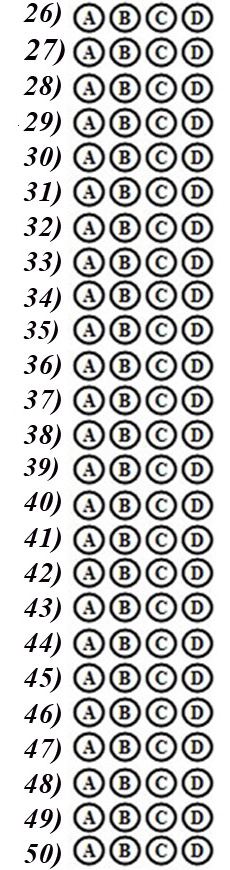 26) A B C D
27) A B C D
28) A B C D
29) A B C D
30) A B C D
31) A B C D
32) A B C D
33) A B C D
34) A B C D
35) A B C D
36) A B C D
37) A B C D
38) A B C D
39) A B C D
40) A B C D
41) A B C D
42) A B C D
43) A B C D
44) A B C D
45) A B C D
46) A B C D
47) A B C D
48) A B C D
49) A B C D
50) A B C D